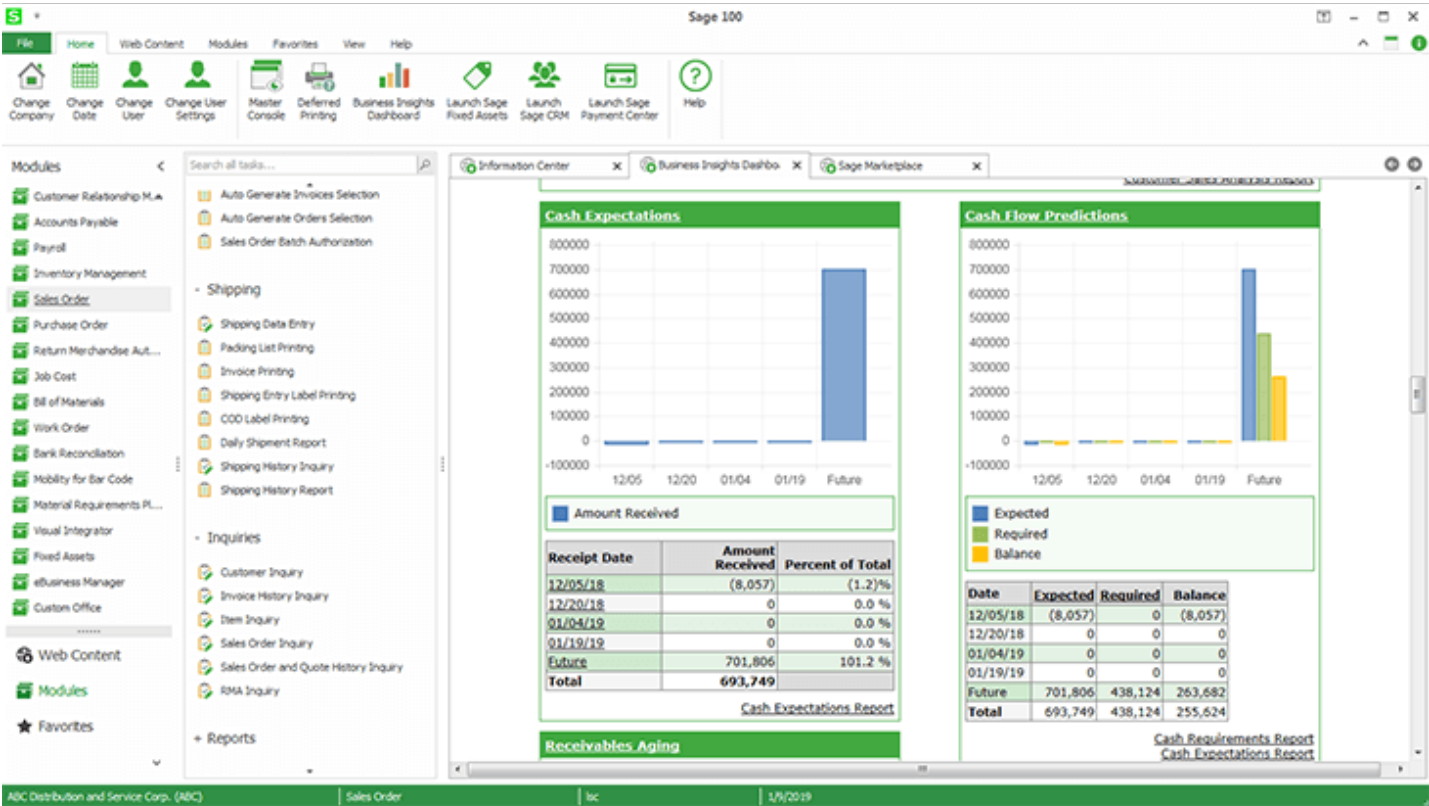 S
Sage 100
File Home Web Content Modules Favorites View Help
Change Company
Change Date
Change User
Change User Settings
Master Console
Deferred Printing
Business Insights Dashboard
Launch Sage Fixed Assets
Launch Sage CRM
Launch Sage Payment Center
Help
Modules
Customer Relationship M...
Accounts Payable
Payroll
Inventory Management
Sales Order
Purchase Order
Return Merchandise Aut...
Job Cost
Bill of Materials
Work Order
Bank Reconciliation
Mobility for Bar Code
Material Requirements Pl...
Visual Integrator
Fixed Assets
eBusiness Manager
Custom Office
Web Content
Modules
Favorites
Search all tasks...
Auto Generate Invoices Selection
Auto Generate Orders Selection
Sales Order Batch Authorization
- Shipping
Shipping Data Entry
Packing List Printing
Invoice Printing
Shipping Entry Label Printing
COD Label Printing
Daily Shipment Report
Shipping History Inquiry
Shipping History Report
- Inquiries
Customer Inquiry
Invoice History Inquiry
Item Inquiry
Sales Order Inquiry
Sales Order and Quote History Inquiry
RMA Inquiry
+ Reports
Information Center
Business Insights Dashbo.
Sage Marketplace
Customer Sales Analysis Report
Cash Expectations
800000
700000
600000
500000
400000
300000
200000
100000
0
-100000
12/05 12/20 01/04 01/19 Future
Amount Received
Receipt Date Amount Received Percent of Total
12/05/18 (8,057) (1.2)%
12/20/18 0 0.0 %
01/04/19 0 0.0 %
01/19/19 0 0.0 %
Future 701,806 101.2 %
Total 693,749
Cash Expectations Report
Receivables Aging
Cash Flow Predictions
800000
700000
600000
500000
400000
300000
200000
100000
0
-100000
12/05 12/20 01/04 01/19 Future
Expected
Required
Balance
Date Expected Required Balance
12/05/18 (8,057) 0 (8,057)
12/20/18 0 0 0
01/04/19 0 0 0
01/19/19 0 0 0
Future 701,806 438,124 263,682
Total 693,749 438,124 255,624
Cash Requirements Report
Cash Expectations Report
ABC Distribution and Service Corp. (ABC) Sales Order lsc 1/9/2019